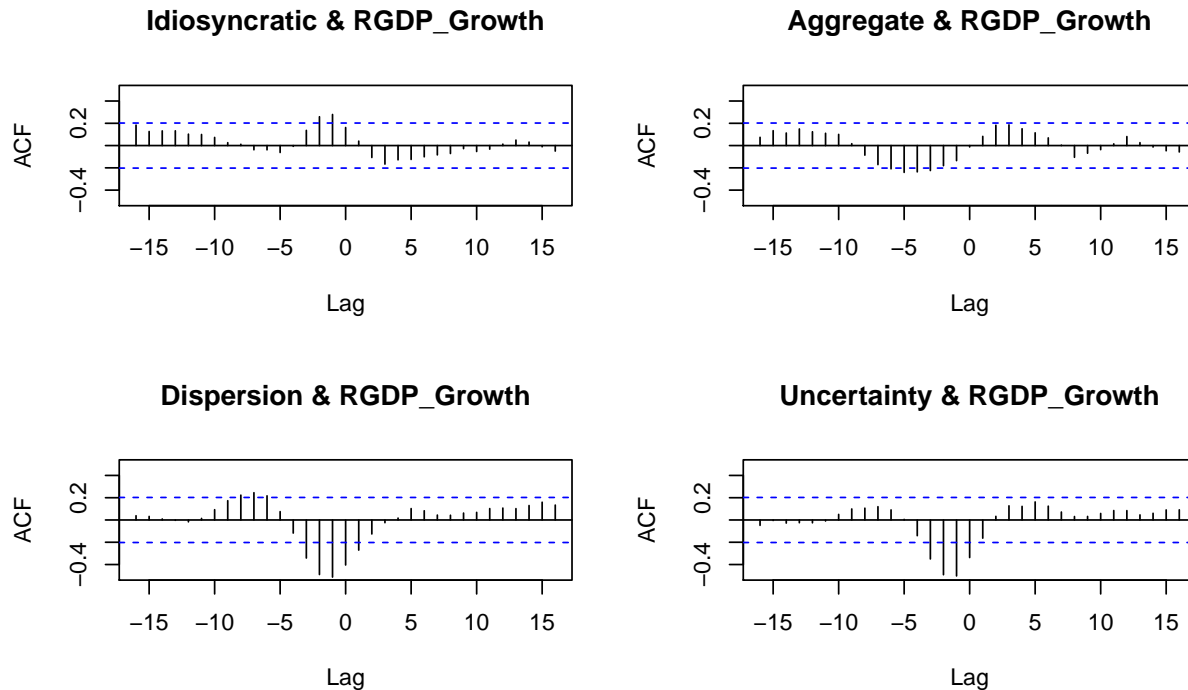 Idiosyncratic & RGDP_Growth
ACF
0.2
−0.4
−15 −10 −5 0 5 10 15
Lag
Aggregate & RGDP_Growth
ACF
0.2
−0.4
−15 −10 −5 0 5 10 15
Lag
Dispersion & RGDP_Growth
ACF
0.2
−0.4
−15 −10 −5 0 5 10 15
Lag
Uncertainty & RGDP_Growth
ACF
0.2
−0.4
−15 −10 −5 0 5 10 15
Lag